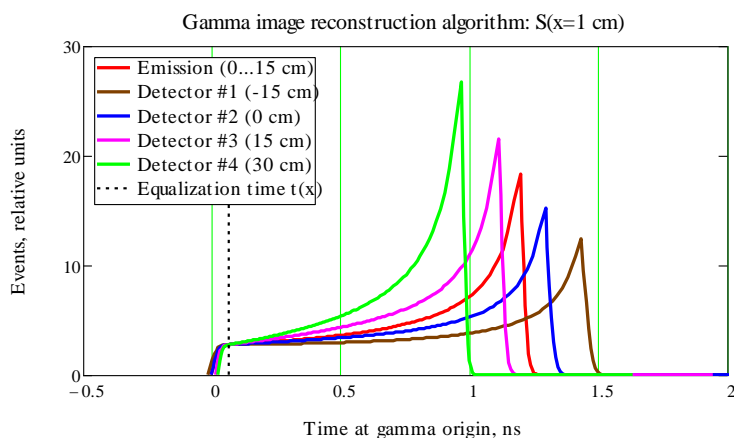 Gamma image reconstruction algorithm: S(x=1 cm)
30
20
10
0
Events, relative units
Emission (0...15 cm)
Detector #1 (-15 cm)
Detector #2 (0 cm)
Detector #3 (15 cm)
Detector #4 (30 cm)
Equalization time t(x)
−0.5 0 0.5 1 1.5 2
Time at gamma origin, ns